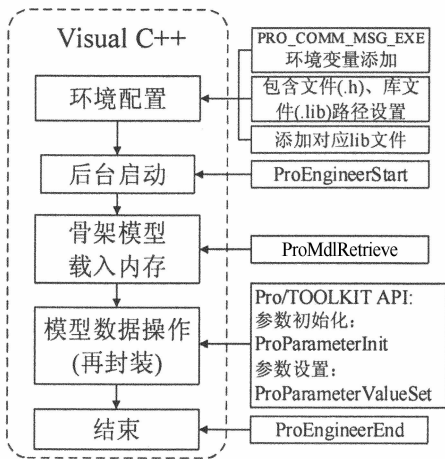 Visual C++
环境配置
后台启动
骨架模型
载入内存
模型数据操作
(再封装)
结束
PRO_COMM_MSG_EXE
环境变量添加
包含文件(.h)、库文
件(.lib)路径设置
添加对应lib文件
ProEngineerStart
ProMdlRetrieve
Pro/TOOLKIT API:
参数初始化：
ProParameterInit
参数设置：
ProParameterValueSet
ProEngineerEnd